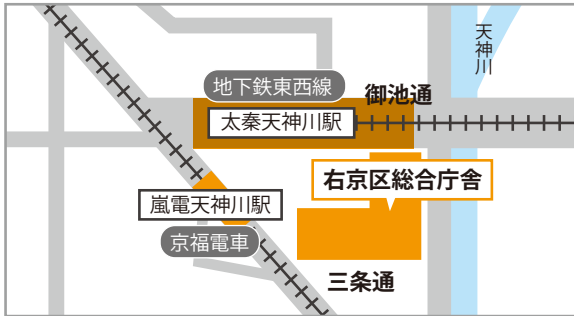 天神川
地下鉄東西線
御池通
太秦天神川駅
右京区総合庁舎
嵐電天神川駅
京福電車
三条通